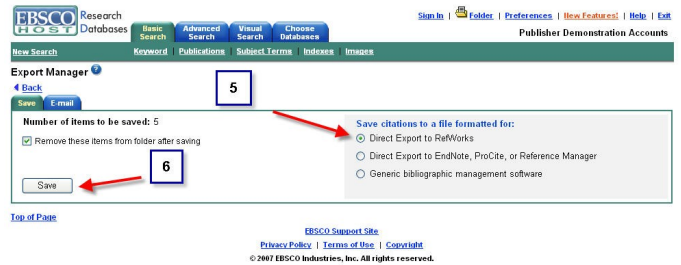 EBSCO Research
HOST Databases
Basic Search
Advanced Search
Visual Search
Choose Databases
Sign In | Folder | Preferences | New Features! | Help | Exit
Publisher Demonstration Accounts
New Search
Keyword | Publications | Subject Terms | Indexes | Images
Export Manager ?
Back
Save
E-mail
5
Number of items to be saved: 5
Save citations to a file formatted for:
Remove these items from folder after saving
Direct Export to RefWorks
Direct Export to EndNote, ProCite, or Reference Manager
6
Generic bibliographic management software
Save
Top of Page
EBSCO Support Site
Privacy Policy | Terms of Use | Copyright
© 2007 EBSCO Industries, Inc. All rights reserved.